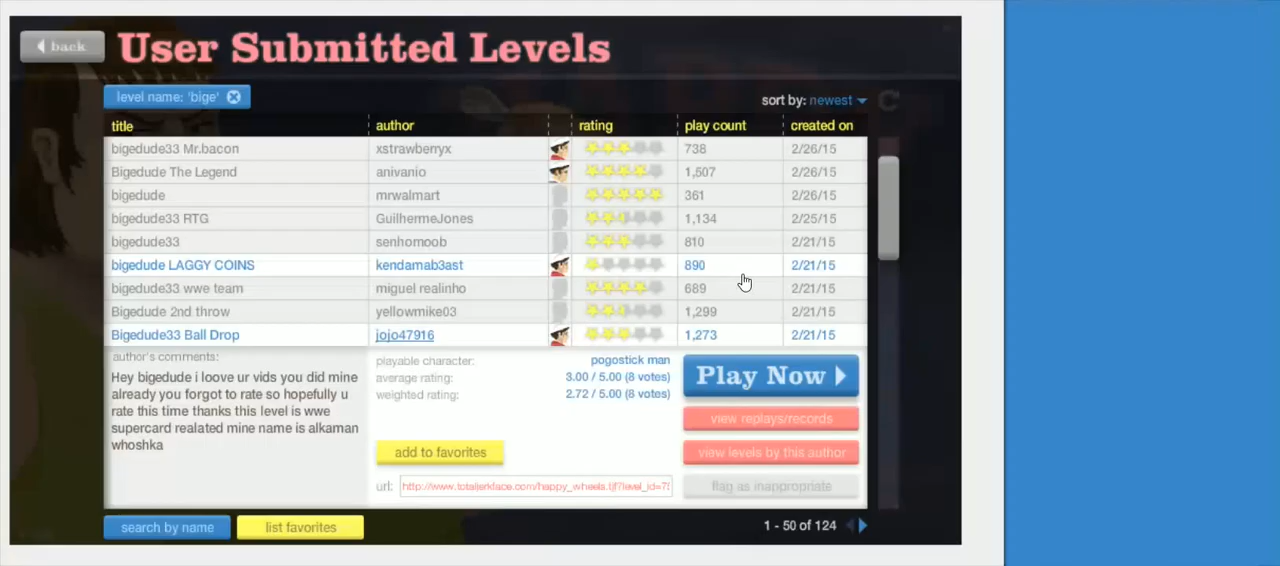 back
User Submitted Levels
level name: 'bige'
sort by: newest
title author rating play count created on
bigedude33 Mr.bacon xstrawberryx 738 2/26/15
Bigedude The Legend anivanio 1,507 2/26/15
bigedude mrwalmart 361 2/26/15
bigedude33 RTG GuilhermeJones 1,134 2/25/15
bigedude33 senhomoob 810 2/21/15
bigedude LAGGY COINS kendamab3ast 890 2/21/15
bigedude33 wwe team miguel realinho 689 2/21/15
Bigedude 2nd throw yellowmike03 1,299 2/21/15
Bigedude33 Ball Drop jojo47916 1,273 2/21/15
author's comments:
Hey bigedude i loove ur vids you did mine
already you forgot to rate so hopefully u
rate this time thanks this level is wwe
supercard realated mine name is alkaman
whoshka
playable character: pogostick man
average rating: 3.00 / 5.00 (8 votes)
weighted rating: 2.72 / 5.00 (8 votes)
add to favorites
url: http://www.totaljerkface.com/happy_wheels.tjf?level_id=7
Play Now
view replays/records
view levels by this author
flag as inappropriate
search by name
list favorites
1 - 50 of 124